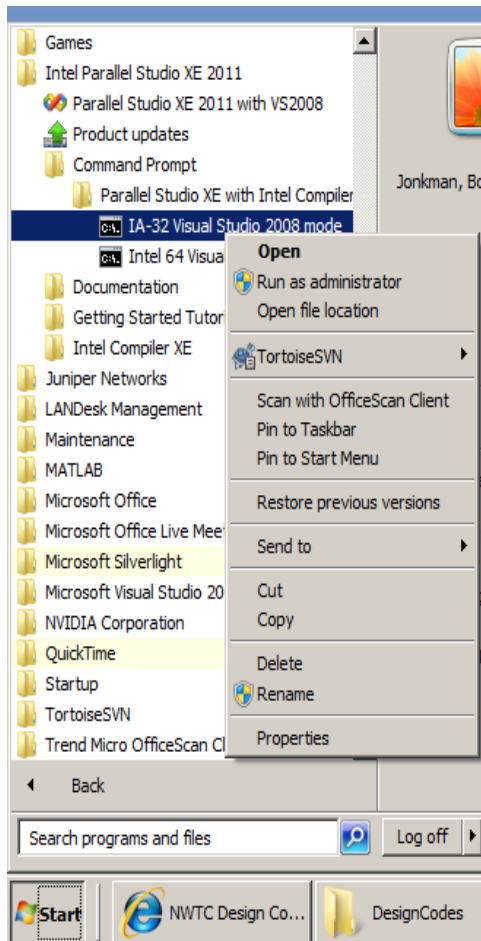 Games
Intel Parallel Studio XE 2011
Parallel Studio XE 2011 with VS2008
Product updates
Command Prompt
Parallel Studio XE with Intel Compiler
IA-32 Visual Studio 2008 mode
Intel 64 Visua
Documentation
Getting Started Tutor
Intel Compiler XE
Juniper Networks
LANDesk Management
Maintenance
MATLAB
Microsoft Office
Microsoft Office Live Meet
Microsoft Silverlight
Microsoft Visual Studio 20
NVIDIA Corporation
QuickTime
Startup
TortoiseSVN
Trend Micro OfficeScan Cl
Back
Search programs and files
Jonkman, Bo
Open
Run as administrator
Open file location
TortoiseSVN
Scan with OfficeScan Client
Pin to Taskbar
Pin to Start Menu
Restore previous versions
Send to
Cut
Copy
Delete
Rename
Properties
Log off
Start
NWTC Design Co...
DesignCodes